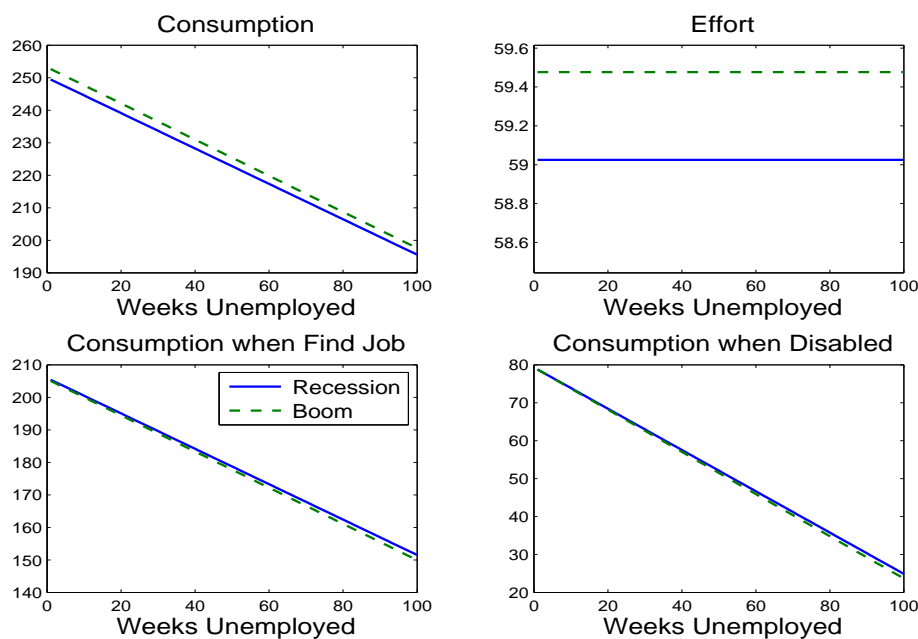 Consumption
260
250
240
230
220
210
200
190
0 20 40 60 80 100
Weeks Unemployed
Effort
59.6
59.4
59.2
59
58.8
58.6
0 20 40 60 80 100
Weeks Unemployed
Consumption when Find Job
210
200
190
180
170
160
150
140
Recession
Boom
0 20 40 60 80 100
Weeks Unemployed
Consumption when Disabled
80
70
60
50
40
30
20
0 20 40 60 80 100
Weeks Unemployed